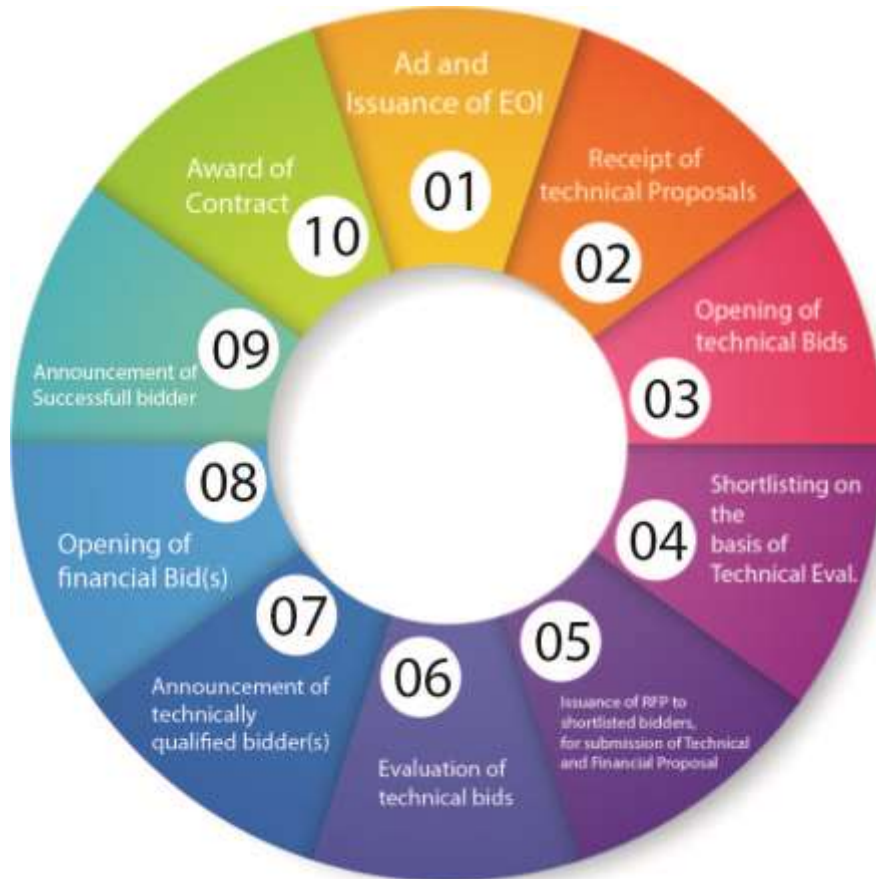 Ad and
Issuance of EOI
01
Receipt of
technical Proposals
02
Opening of
technical Bids
03
Shortlisting on
the
basis of
Technical Eval.
04
05
Issuance of RFP to
shortlisted bidders,
for submission of Technical
and Financial Proposal
06
Evaluation of
technical bids
07
Announcement of
technically
qualified bidder(s)
08
Opening of
financial Bid(s)
09
Announcement of
Successfull bidder
Award of
Contract
10